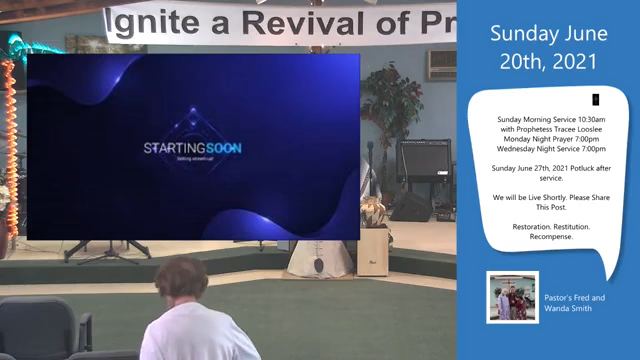 Ignite a Revival of Pr
STARTINGSOON
Sunday June
20th, 2021
Sunday Morning Service 10:30am
with Prophetess Tracee Looslee
Monday Night Prayer 7:00pm
Wednesday Night Service 7:00pm
Sunday June 27th, 2021 Potluck after
service.
We will be Live Shortly. Please Share
This Post.
Restoration. Restitution.
Recompense.
Pastor's Fred and
Wanda Smith